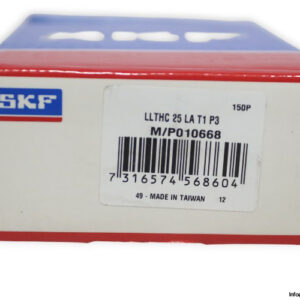 SKF
150P
LLTHC 25 LA T1 P3
M/P010668
7 316574 568604
49 - MADE IN TAIWAN 12